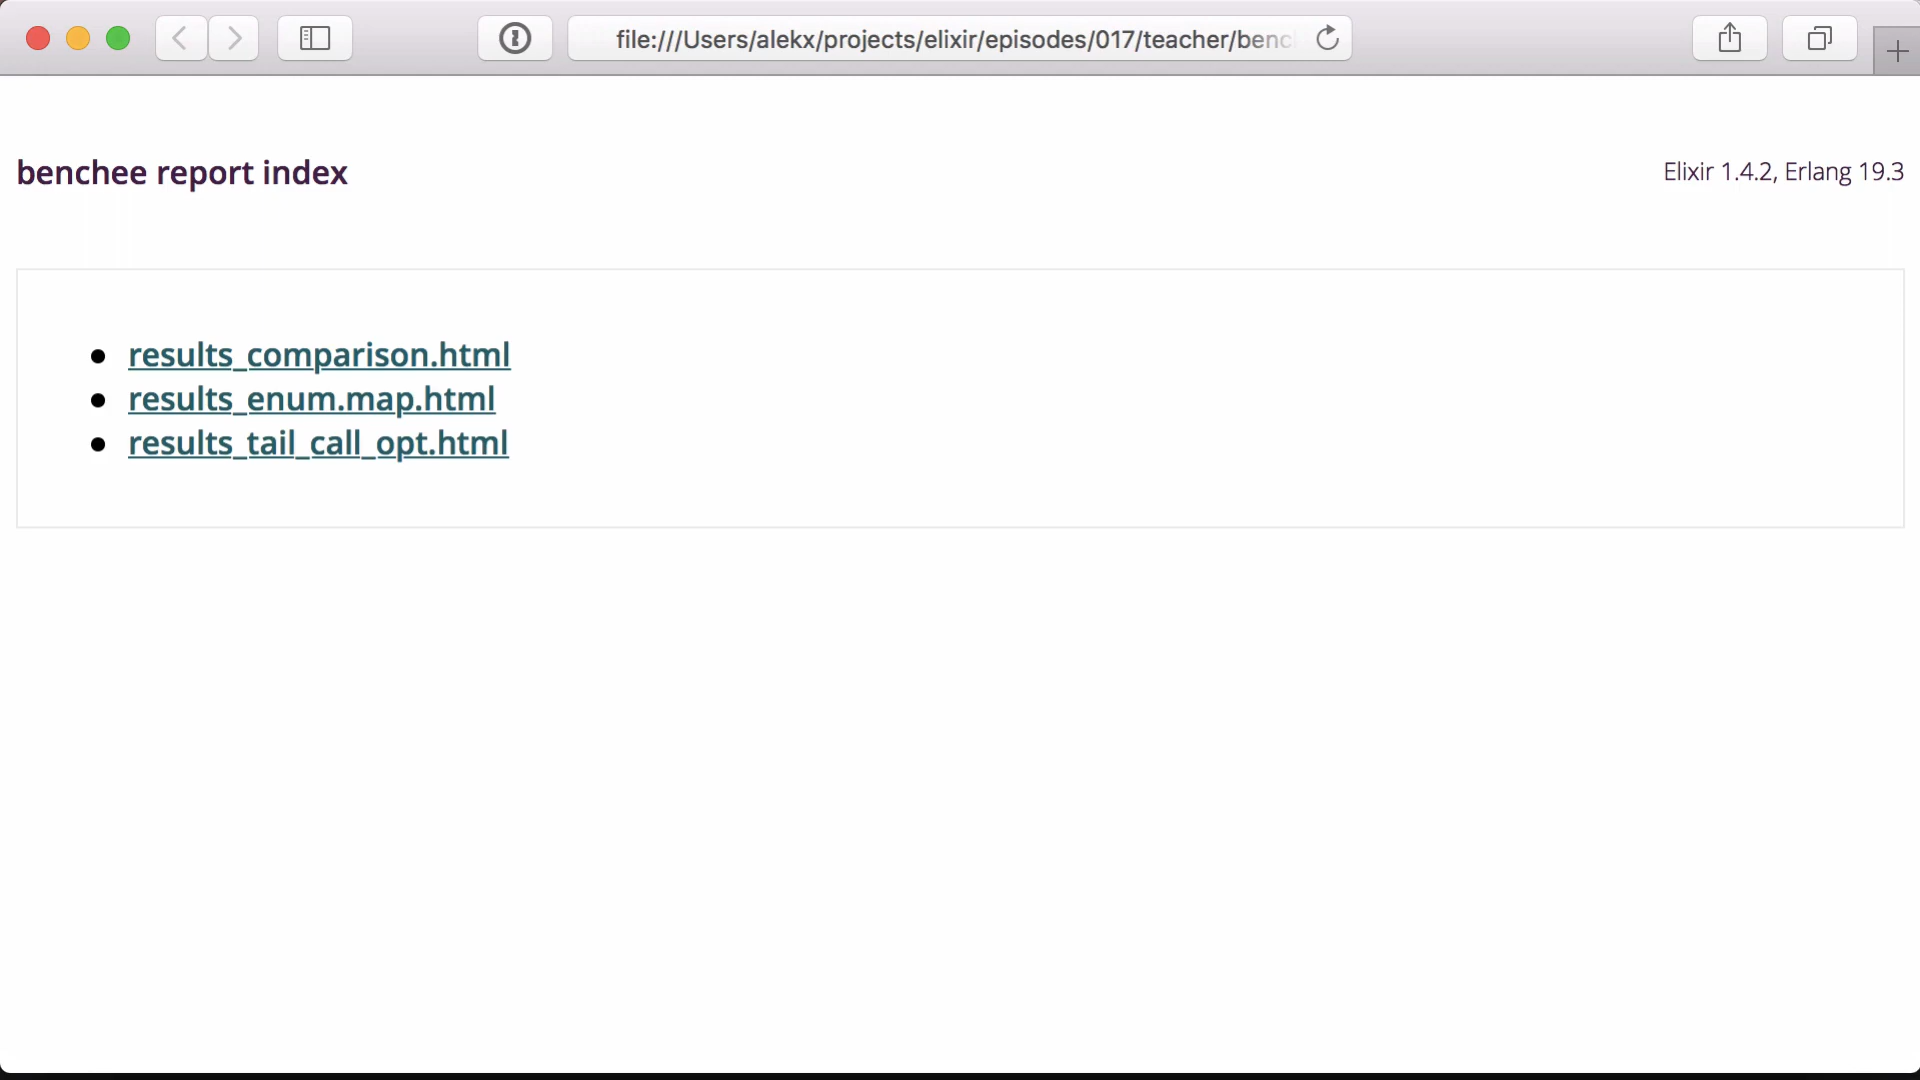 file:///Users/alekx/projects/elixir/episodes/017/teacher/benc
benchee report index
Elixir 1.4.2, Erlang 19.3
results_comparison.html
results_enum.map.html
results_tail_call_opt.html